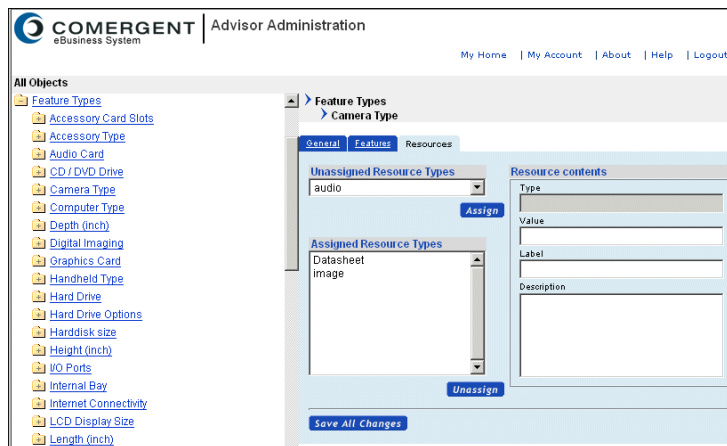 COMERGENT
eBusiness System
Advisor Administration
My Home | My Account | About | Help | Logout
All Objects
Feature Types
Accessory Card Slots
Accessory Type
Audio Card
CD / DVD Drive
Camera Type
Computer Type
Depth (inch)
Digital Imaging
Graphics Card
Handheld Type
Hard Drive
Hard Drive Options
Harddisk size
Height (inch)
I/O Ports
Internal Bay
Internet Connectivity
LCD Display Size
Length (inch)
Feature Types
Camera Type
General Features Resources
Unassigned Resource Types
audio
Assign
Assigned Resource Types
Datasheet
image
Unassign
Resource contents
Type
Value
Label
Description
Save All Changes